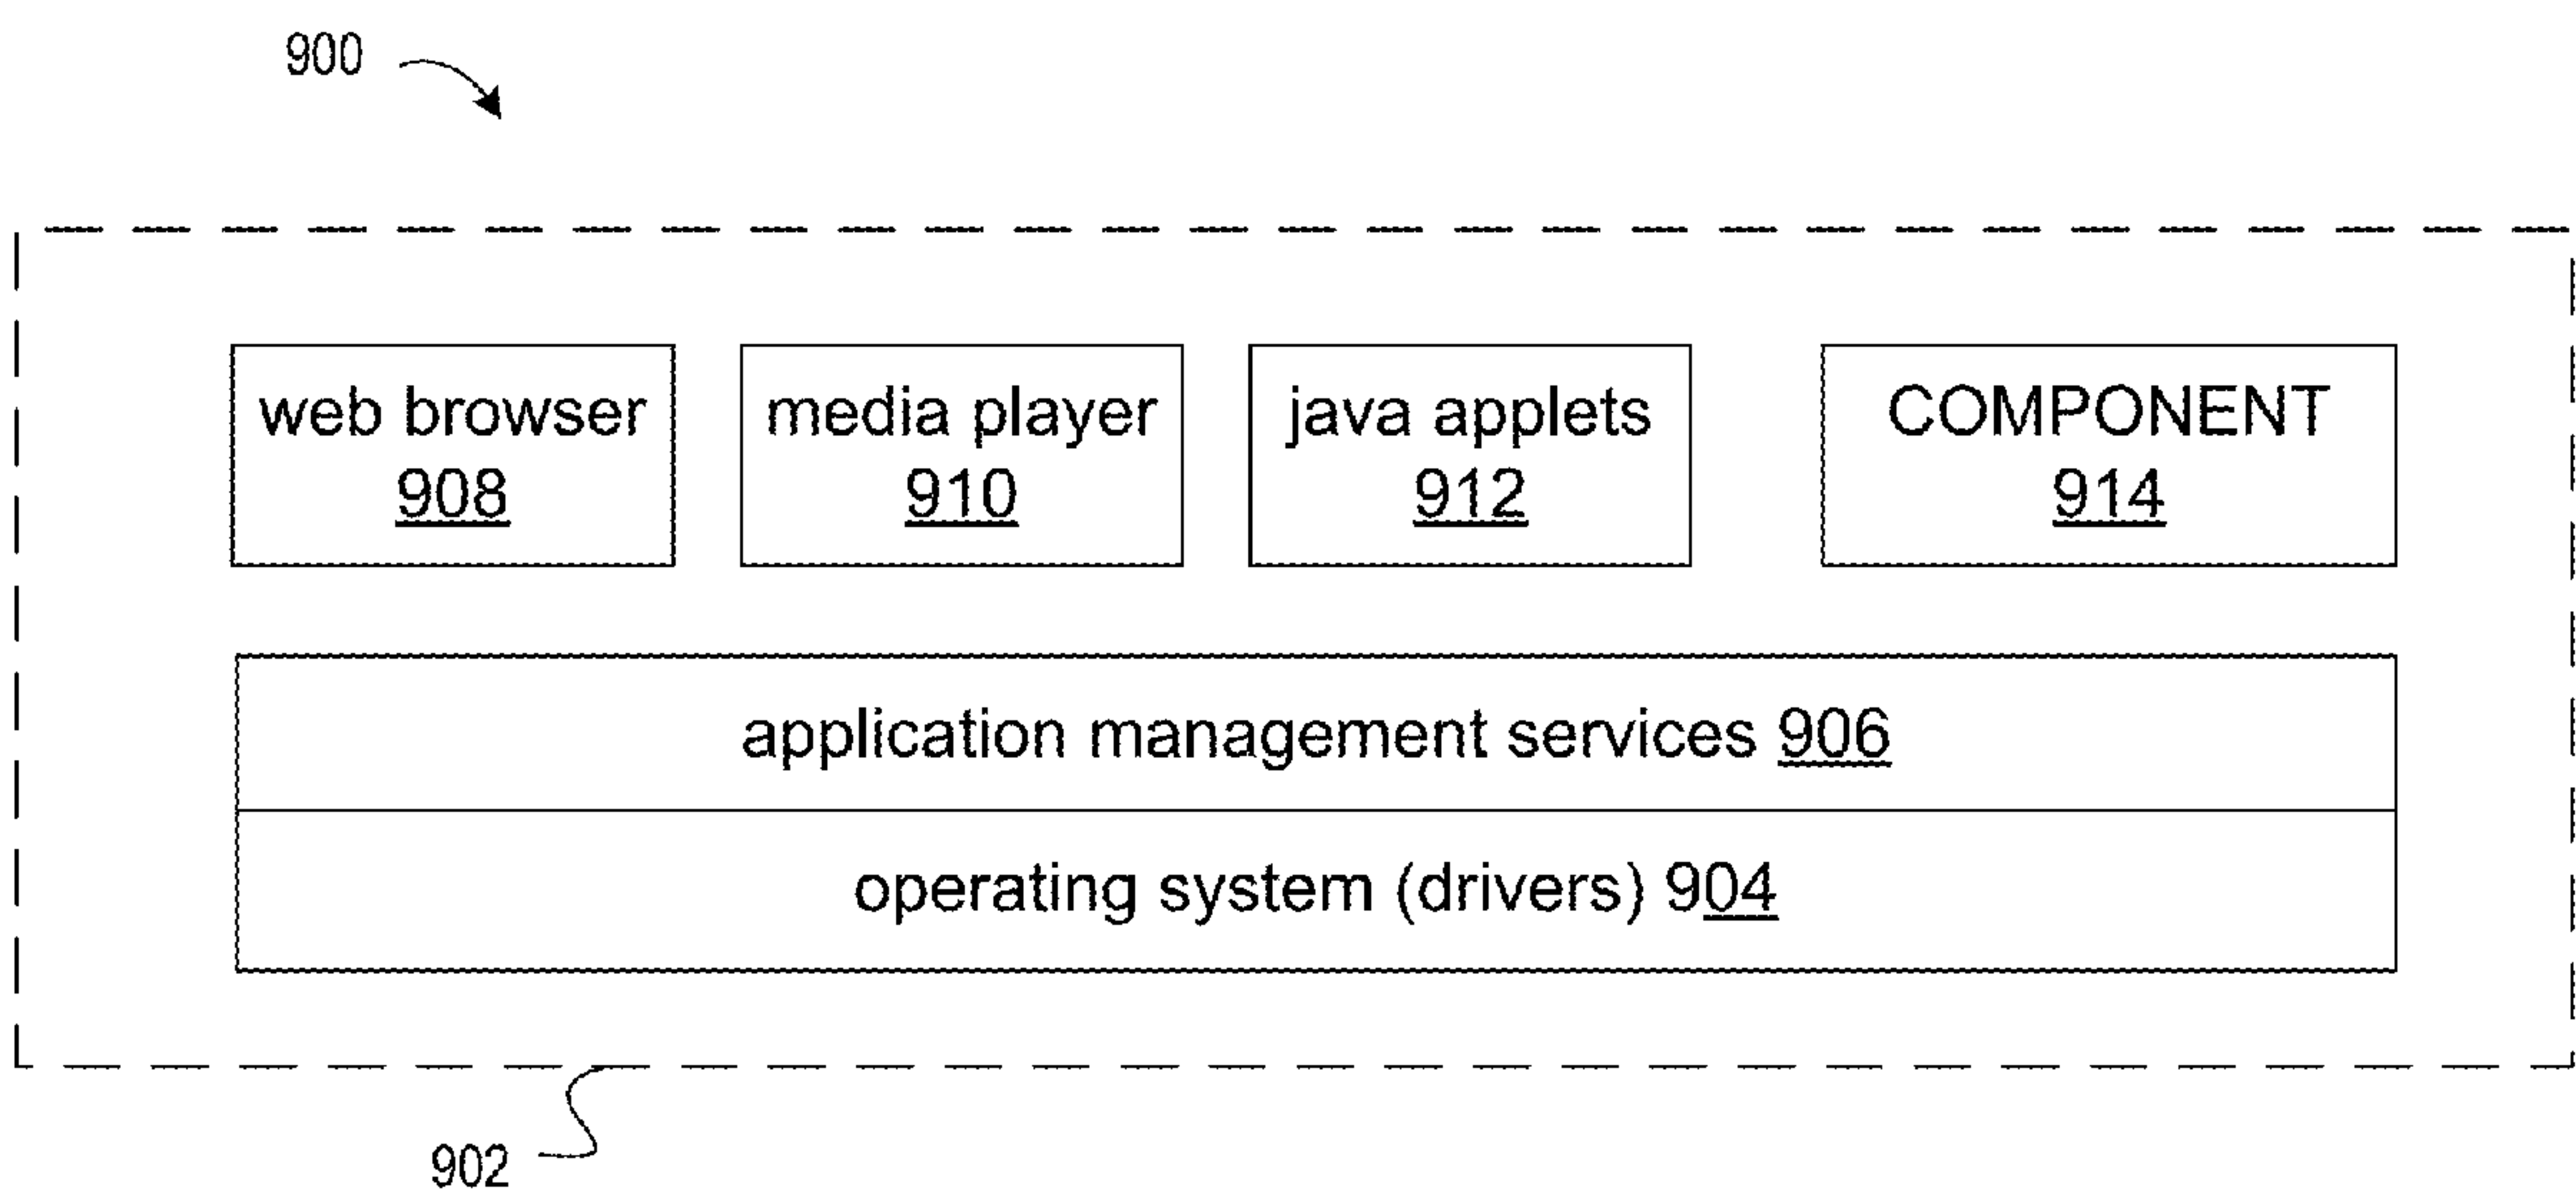 900
web browser
908
media player
910
java applets
912
COMPONENT
914
application management services 906
operating system (drivers) 904
902